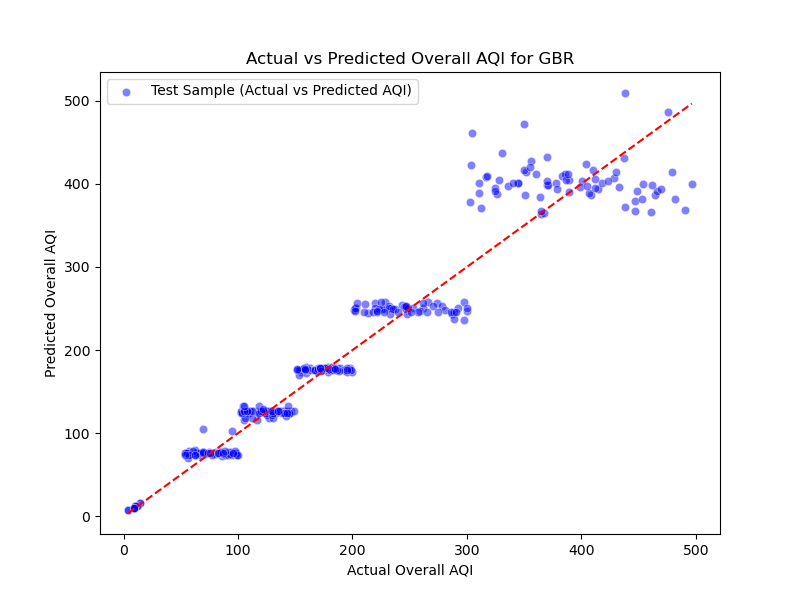 Actual vs Predicted Overall AQI for GBR
Test Sample (Actual vs Predicted AQI)
500
400
300
200
100
0
Predicted Overall AQI
0 100 200 300 400 500
Actual Overall AQI